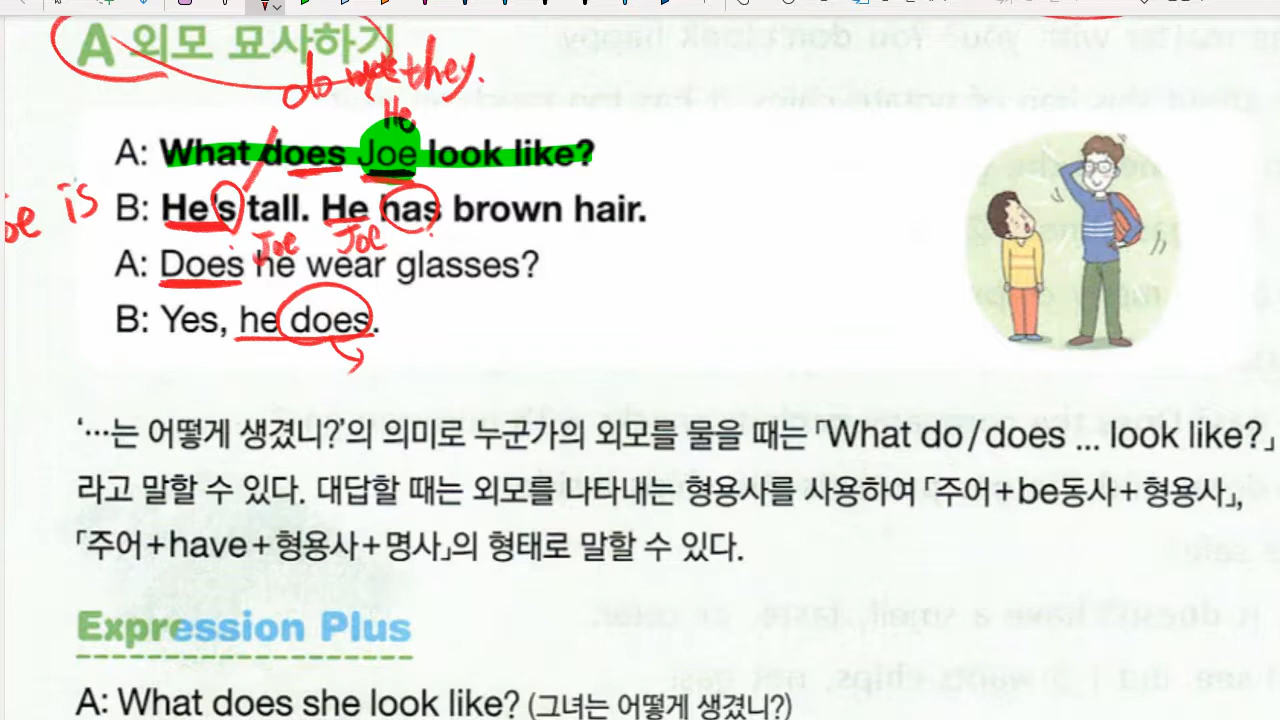 A 외모 묘사하기
do they.
He
A: What does Joe look like?
is B: He's tall. He has brown hair.
Joe Joe
A: Does he wear glasses?
B: Yes, he does.
'…는 어떻게 생겼니?'의 의미로 누군가의 외모를 물을 때는 「What do/does ... look like?」
라고 말할 수 있다. 대답할 때는 외모를 나타내는 형용사를 사용하여 「주어+be동사+형용사」,
「주어+have+형용사+명사」의 형태로 말할 수 있다.
Expression Plus
A: What does she look like? (그녀는 어떻게 생겼니?)